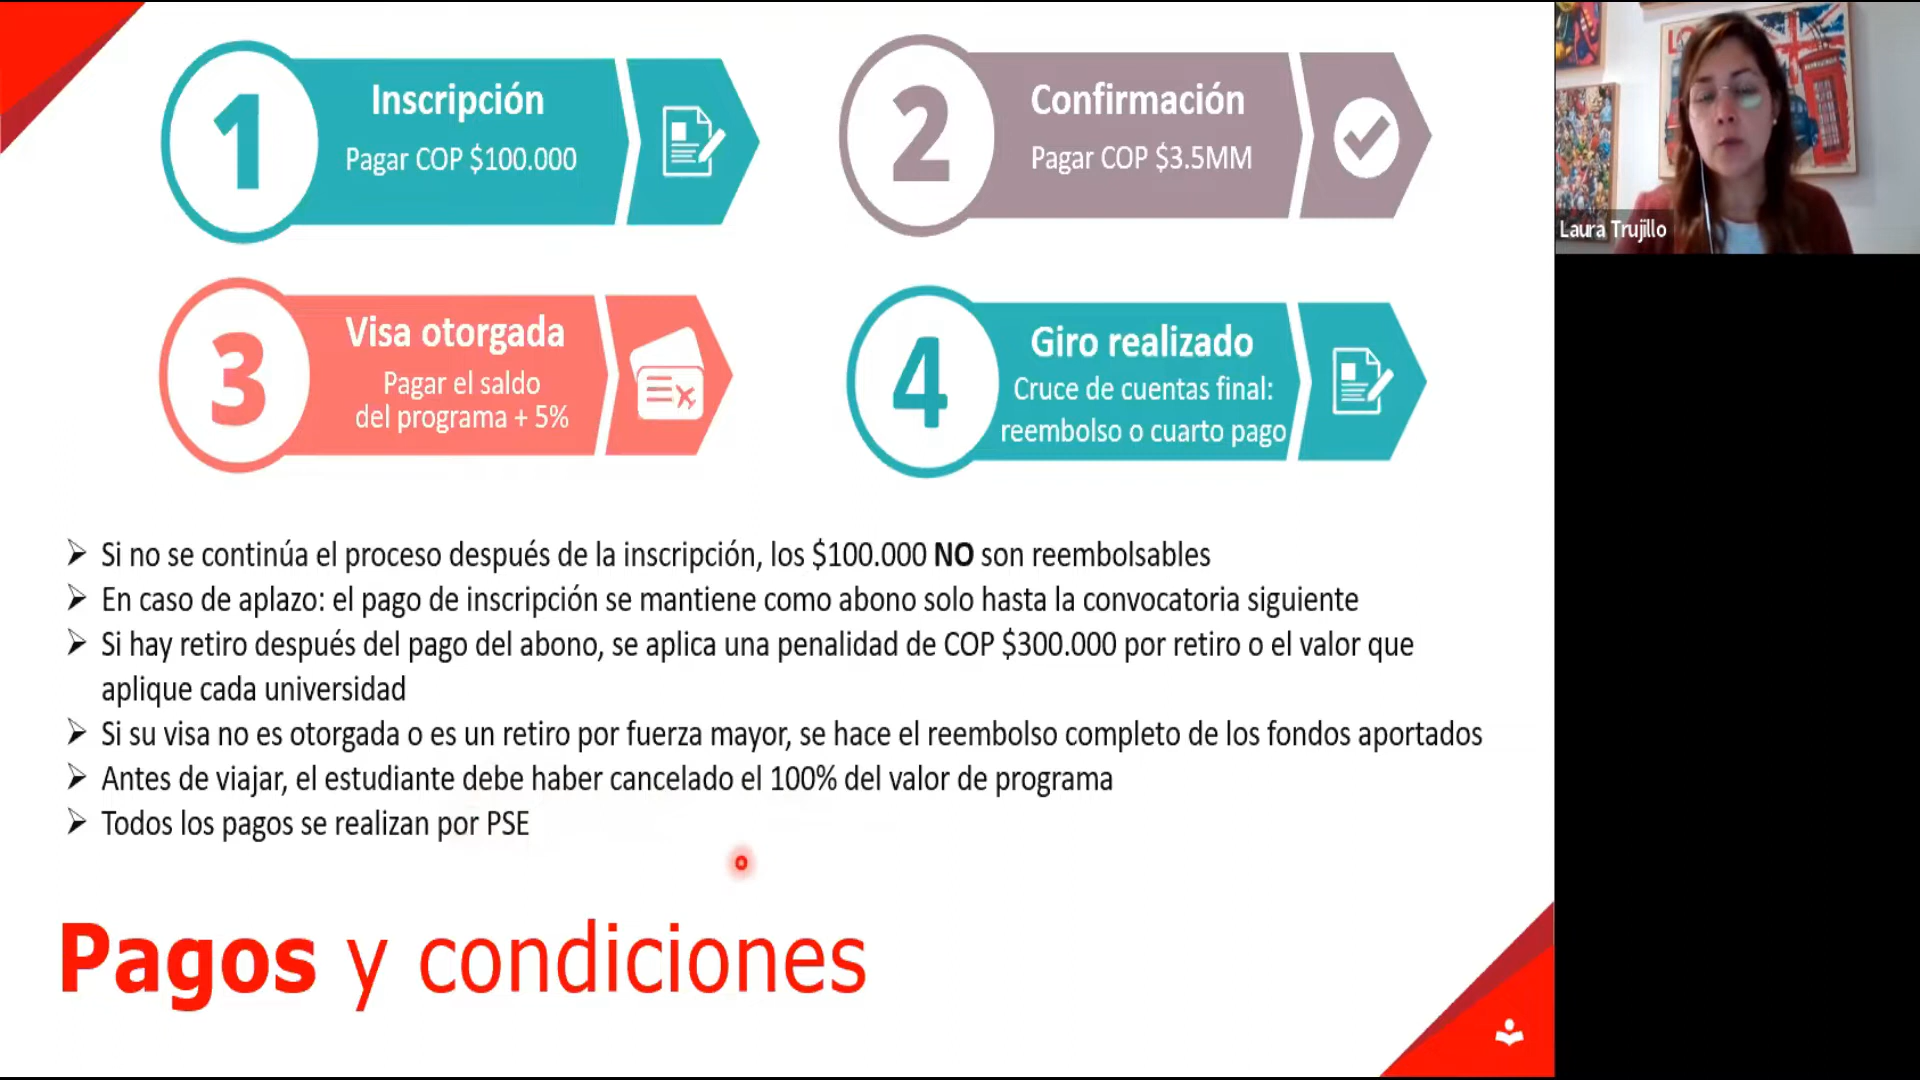 1
Inscripción
Pagar COP $100.000
2
Confirmación
Pagar COP $3.5MM
3
Visa otorgada
Pagar el saldo
del programa + 5%
4
Giro realizado
Cruce de cuentas final:
reembolso o cuarto pago
➢ Si no se continúa el proceso después de la inscripción, los $100.000 NO son reembolsables
➢ En caso de aplazo: el pago de inscripción se mantiene como abono solo hasta la convocatoria siguiente
➢ Si hay retiro después del pago del abono, se aplica una penalidad de COP $300.000 por retiro o el valor que
aplique cada universidad
➢ Si su visa no es otorgada o es un retiro por fuerza mayor, se hace el reembolso completo de los fondos aportados
➢ Antes de viajar, el estudiante debe haber cancelado el 100% del valor de programa
➢ Todos los pagos se realizan por PSE
Pagos y condiciones
Laura Trujillo